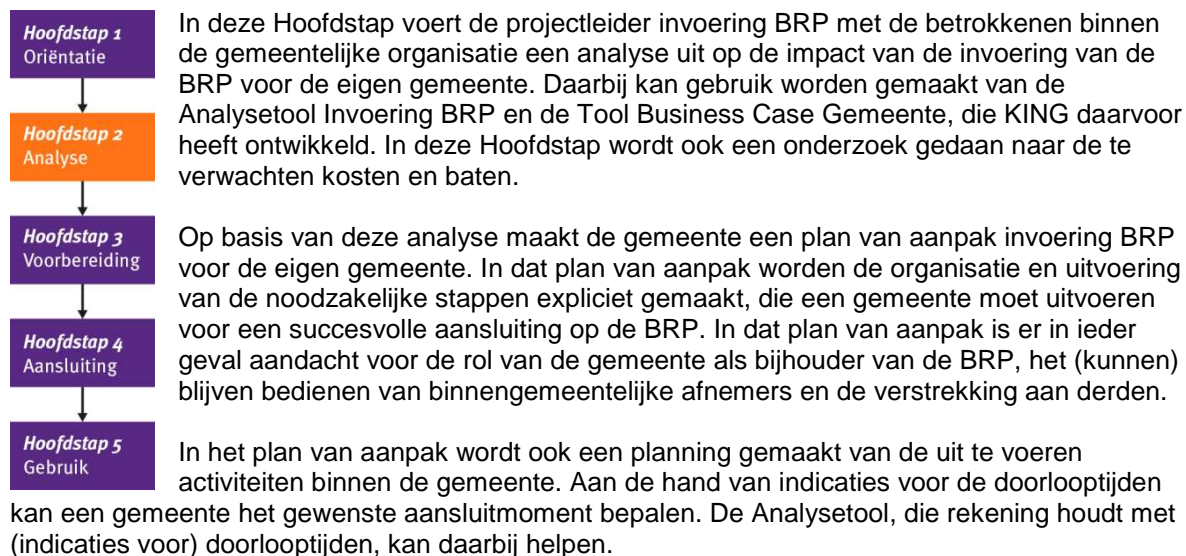 Hoofdstap 1
Oriëntatie
Hoofdstap 2
Analyse
Hoofdstap 3
Voorbereiding
Hoofdstap 4
Aansluiting
Hoofdstap 5
Gebruik
In deze Hoofdstap voert de projectleider invoering BRP met de betrokkenen binnen
de gemeentelijke organisatie een analyse uit op de impact van de invoering van de
BRP voor de eigen gemeente. Daarbij kan gebruik worden gemaakt van de
Analysetool Invoering BRP en de Tool Business Case Gemeente, die KING daarvoor
heeft ontwikkeld. In deze Hoofdstap wordt ook een onderzoek gedaan naar de te
verwachten kosten en baten.
Op basis van deze analyse maakt de gemeente een plan van aanpak invoering BRP
voor de eigen gemeente. In dat plan van aanpak worden de organisatie en uitvoering
van de noodzakelijke stappen expliciet gemaakt, die een gemeente moet uitvoeren
voor een succesvolle aansluiting op de BRP. In dat plan van aanpak is er in ieder
geval aandacht voor de rol van de gemeente als bijhouder van de BRP, het (kunnen)
blijven bedienen van binnengemeentelijke afnemers en de verstrekking aan derden.
In het plan van aanpak wordt ook een planning gemaakt van de uit te voeren
activiteiten binnen de gemeente. Aan de hand van indicaties voor de doorlooptijden
kan een gemeente het gewenste aansluitmoment bepalen. De Analysetool, die rekening houdt met
(indicaties voor) doorlooptijden, kan daarbij helpen.